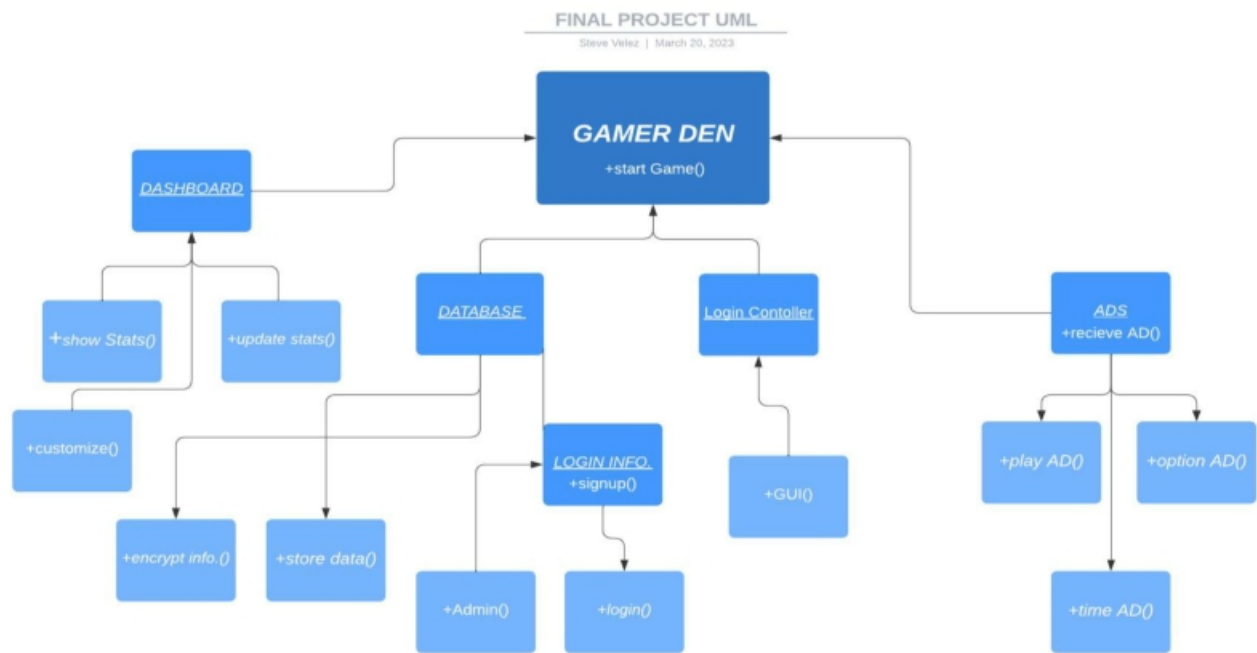 FINAL PROJECT UML
Steve Velez | March 20, 2023
GAMER DEN
+start Game()
DASHBOARD
DATABASE
Login Contoller
ADS
+recieve AD()
+show Stats()
+update stats()
+customize()
LOGIN INFO.
+signup()
+GUI()
+play AD()
+option AD()
+encrypt info.()
+store data()
+Admin()
+login()
+time AD()